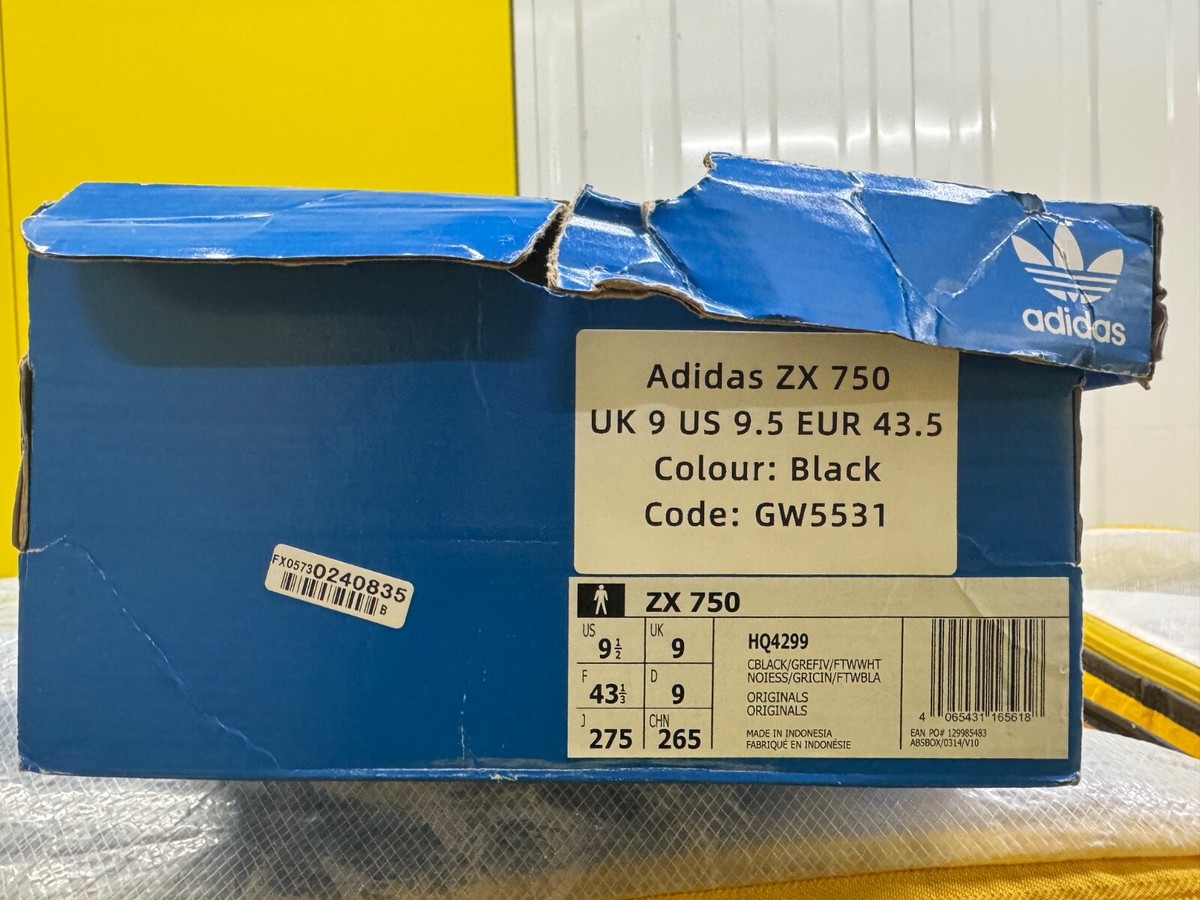 adidas
Adidas ZX 750
UK 9 US 9.5 EUR 43.5
Colour: Black
Code: GW5531
FX05730240835
B
ZX 750
US 9½ UK 9
F 43⅓ D 9
J 275 CHN 265
HQ4299
CBLACK/GREFIV/FTWWHT
NOIESS/GRICIN/FTWBLA
ORIGINALS
ORIGINALS
MADE IN INDONESIA
FABRIQUÉ EN INDONÉSIE
4 065431 165618
EAN PO# 129985483
ABSBOX/0314/V10